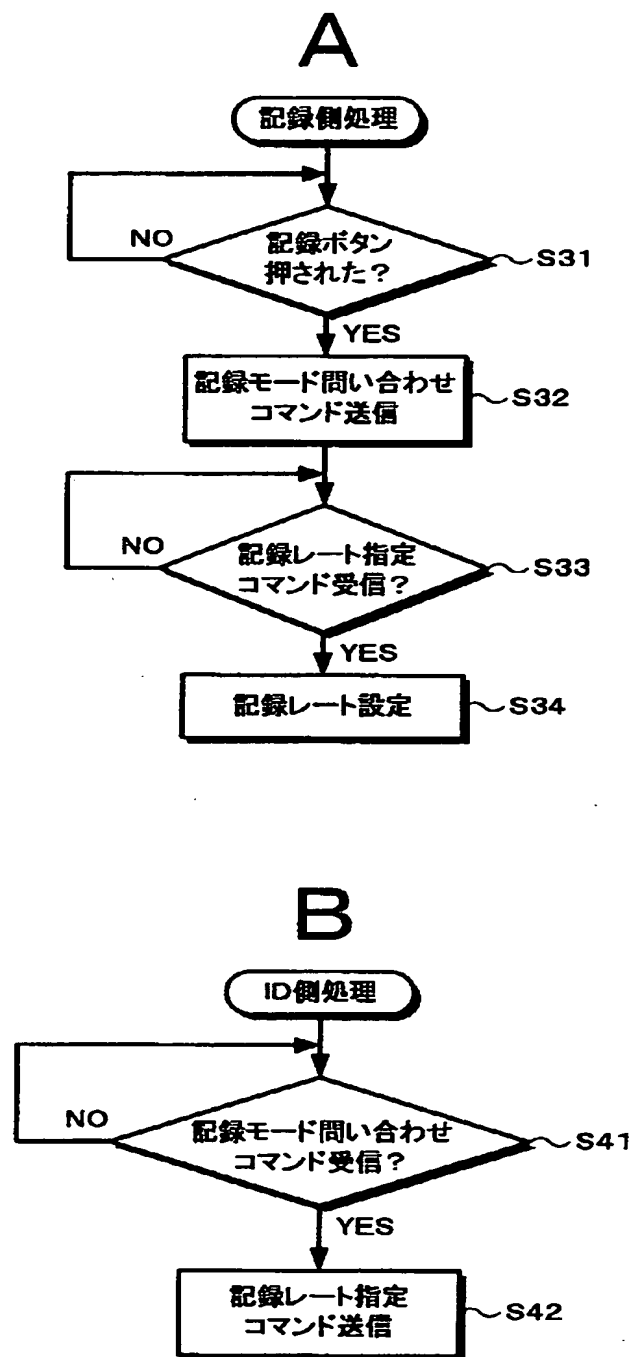 A
記録側処理
記録ボタン
押された？
NO
S31
YES
記録モード問い合わせ
コマンド送信
S32
記録レート指定
コマンド受信？
NO
S33
YES
記録レート設定
S34
B
ID側処理
記録モード問い合わせ
コマンド受信？
NO
S41
YES
記録レート指定
コマンド送信
S42